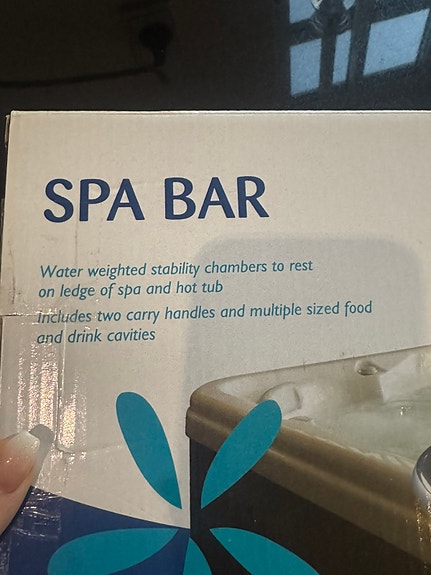 SPA BAR
Water weighted stability chambers to rest
on ledge of spa and hot tub
Includes two carry handles and multiple sized food
and drink cavities